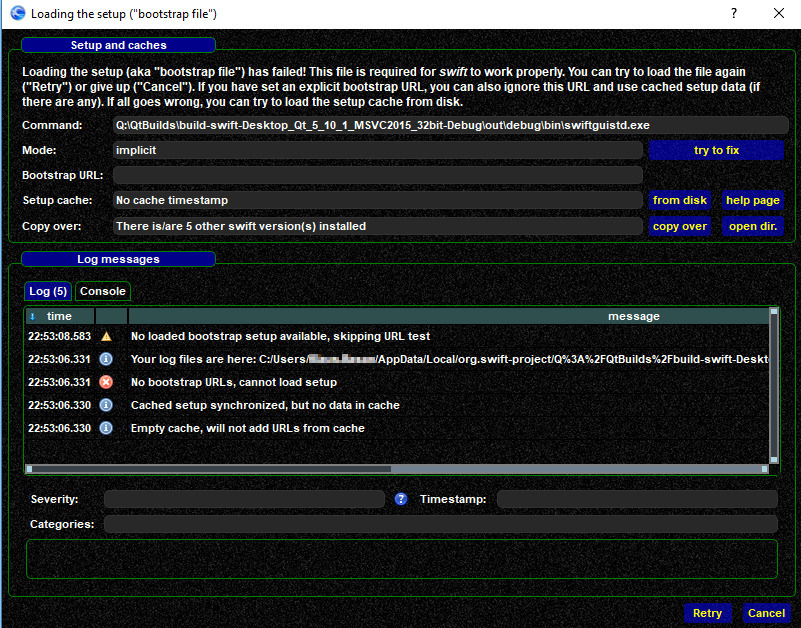 Loading the setup ("bootstrap file")
?
Setup and caches
Loading the setup (aka "bootstrap file") has failed! This file is required for swift to work properly. You can try to load the file again
("Retry") or give up ("Cancel"). If you have set an explicit bootstrap URL, you can also ignore this URL and use cached setup data (if
there are any). If all goes wrong, you can try to load the setup cache from disk.
Command: Q:\QtBuilds\build-swift-Desktop_Qt_5_10_1_MSVC2015_32bit-Debug\out\debug\bin\swiftguistd.exe
Mode: implicit try to fix
Bootstrap URL:
Setup cache: No cache timestamp from disk help page
Copy over: There is/are 5 other swift version(s) installed copy over open dir.
Log messages
Log (5) Console
time message
22:53:08.583 No loaded bootstrap setup available, skipping URL test
22:53:06.331 Your log files are here: C:/Users/ /AppData/Local/org.swift-project/Q%3A%2FQtBuilds%2Fbuild-swift-Deskt
22:53:06.331 No bootstrap URLs, cannot load setup
22:53:06.330 Cached setup synchronized, but no data in cache
22:53:06.330 Empty cache, will not add URLs from cache
Severity: ? Timestamp:
Categories:
Retry Cancel